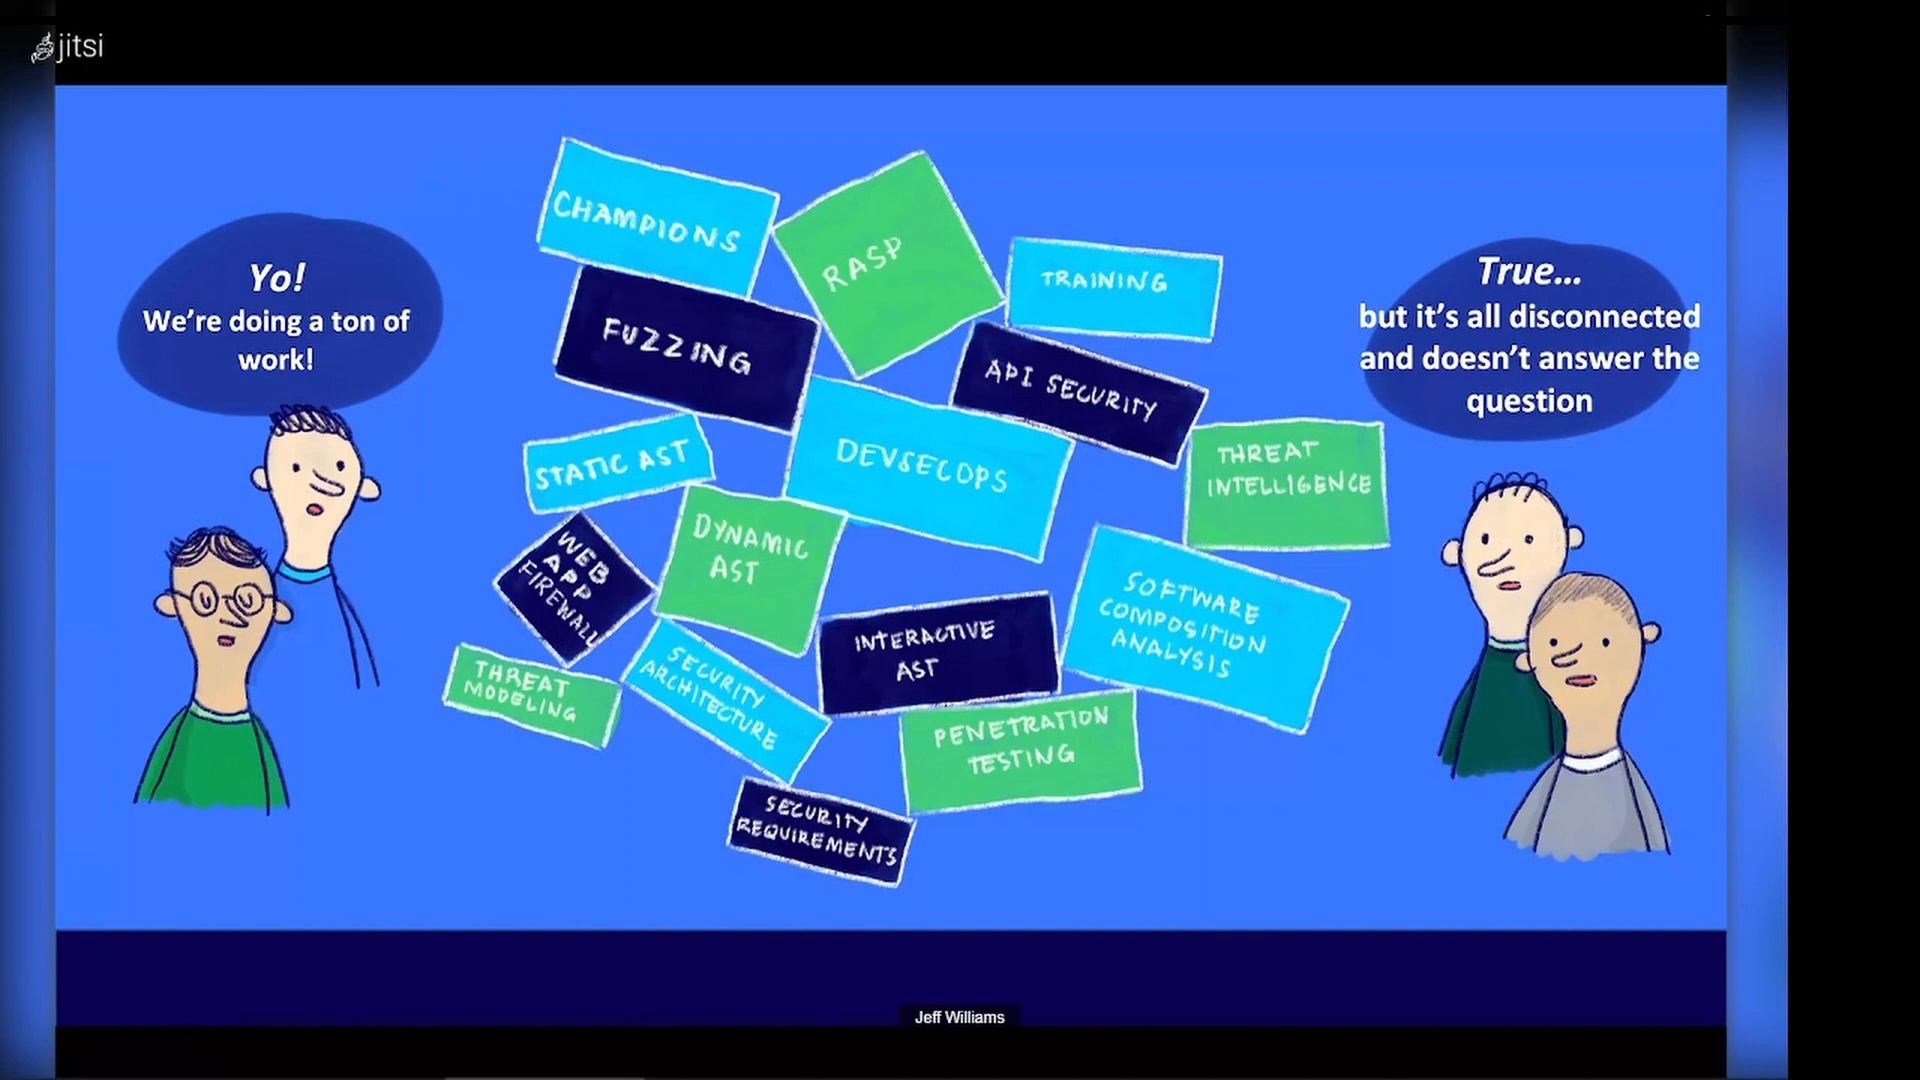 jitsi
Yo!
We're doing a ton of
work!
CHAMPIONS
RASP
TRAINING
FUZZING
API SECURITY
STATIC AST
DEVSECOPS
THREAT
INTELLIGENCE
WEB
APP
FIREWALL
DYNAMIC
AST
SOFTWARE
COMPOSITION
ANALYSIS
INTERACTIVE
AST
THREAT
MODELING
SECURITY
ARCHITECTURE
PENETRATION
TESTING
SECURITY
REQUIREMENTS
True...
but it's all disconnected
and doesn't answer the
question
Jeff Williams